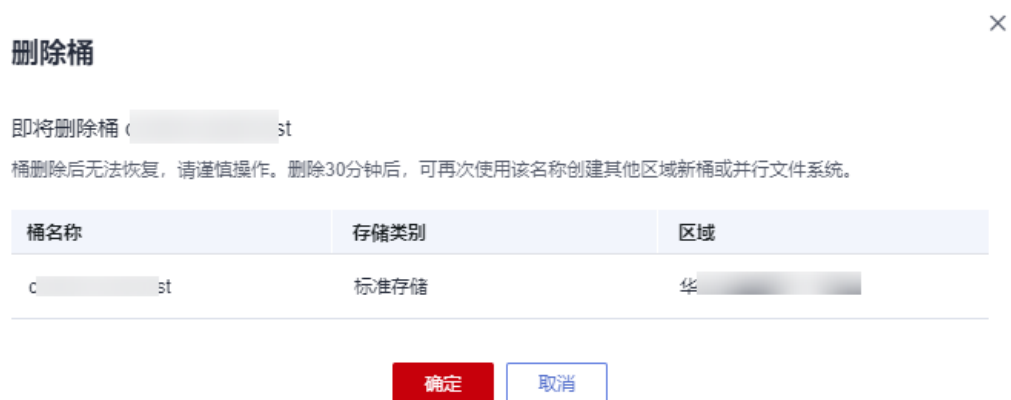 删除桶
即将删除桶 c st
桶删除后无法恢复，请谨慎操作。删除30分钟后，可再次使用该名称创建其他区域新桶或并行文件系统。
桶名称 存储类别 区域
c st 标准存储 华
确定 取消